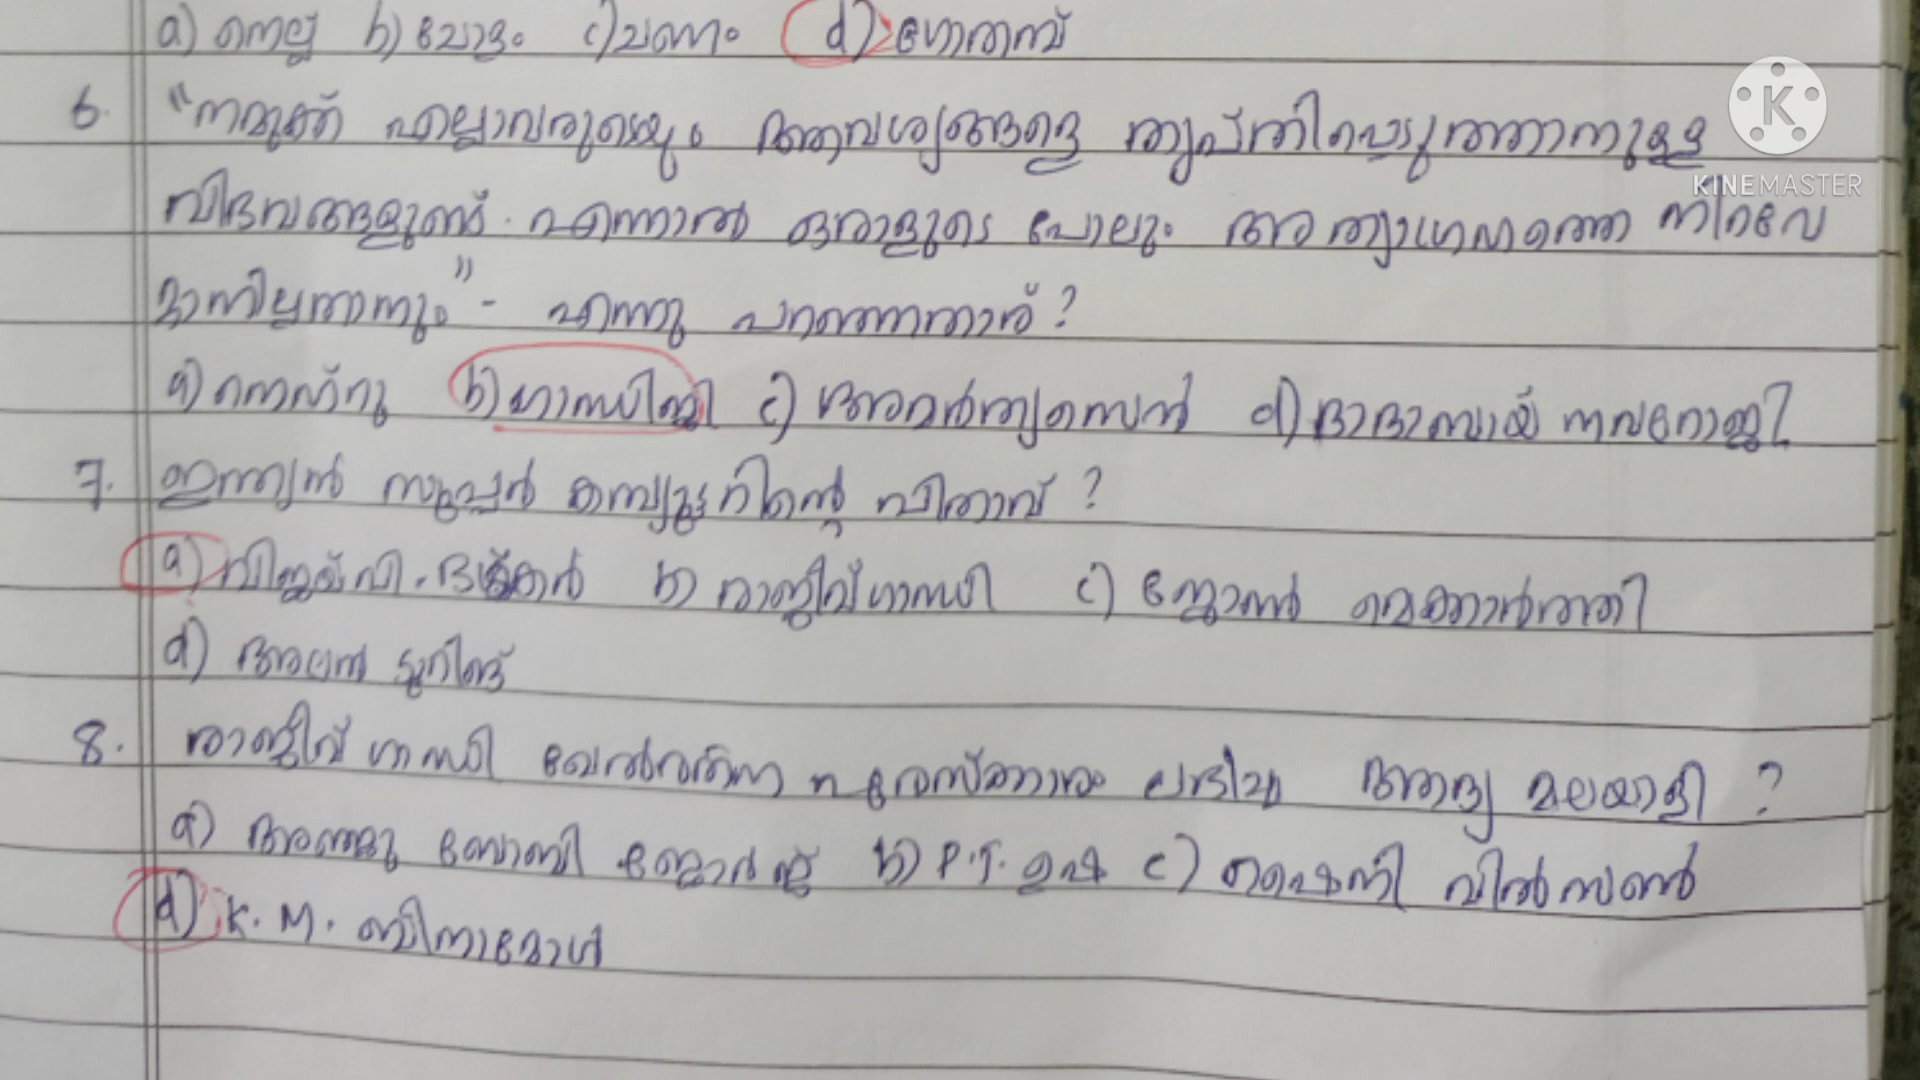 a) നെല്ല് b) ചോളം c) ചണം d) ഗോതമ്പ്
6. "നമുക്ക് എല്ലാവരുടെയും ആവശ്യങ്ങളെ തൃപ്തിപ്പെടുത്താനുള്ള
വിഭവങ്ങളുണ്ട്. എന്നാൽ ഒരാളുടെ പോലും അത്യാഗ്രഹത്തെ നിറവേ
റ്റാനില്ലതാനും" - എന്നു പറഞ്ഞതാര്?
a) നെഹ്റു b) ഗാന്ധിജി c) അമർത്യസെൻ d) ദാദാബായ് നവറോജി
7. ഇന്ത്യൻ സൂപ്പർ കമ്പ്യൂട്ടറിന്റെ പിതാവ്?
a) വിജയ് പി. ഭട്കർ b) രാജീവ് ഗാന്ധി c) ജോൺ മെക്കാർത്തി
d) അലൻ ടൂറിങ്
8. രാജീവ് ഗാന്ധി ഖേൽരത്ന പുരസ്ക്കാരം ലഭിച്ച ആദ്യ മലയാളി?
a) അഞ്ജു ബോബി ജോർജ്ജ് b) P.T. ഉഷ c) ഷൈനി വിൽസൺ
d) K.M. ബീനാമോൾ
KINEMASTER